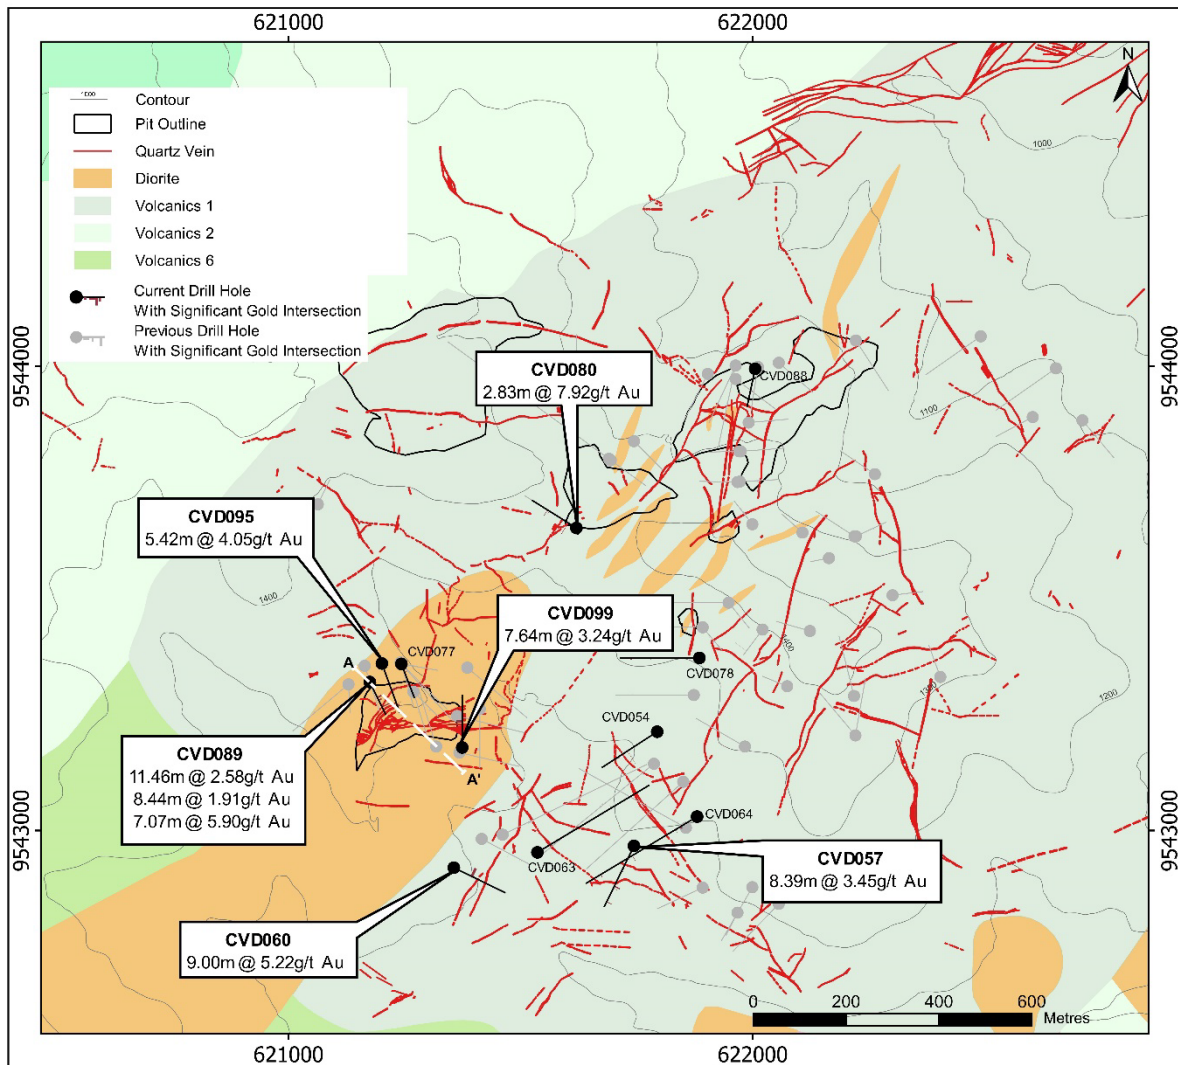 621000
622000
N
1000
Contour
Pit Outline
Quartz Vein
Diorite
Volcanics 1
Volcanics 2
Volcanics 6
Current Drill Hole
With Significant Gold Intersection
Previous Drill Hole
With Significant Gold Intersection
1000
9544000
9544000
CVD080
2.83m @ 7.92g/t Au
CVD088
1100
CVD095
5.42m @ 4.05g/t Au
1400
CVD099
7.64m @ 3.24g/t Au
1400
CVD077
A
CVD078
1300
1200
CVD054
CVD089
11.46m @ 2.58g/t Au
8.44m @ 1.91g/t Au
7.07m @ 5.90g/t Au
A'
9543000
9543000
CVD064
CVD063
CVD057
8.39m @ 3.45g/t Au
CVD060
9.00m @ 5.22g/t Au
0 200 400 600
Metres
621000
622000